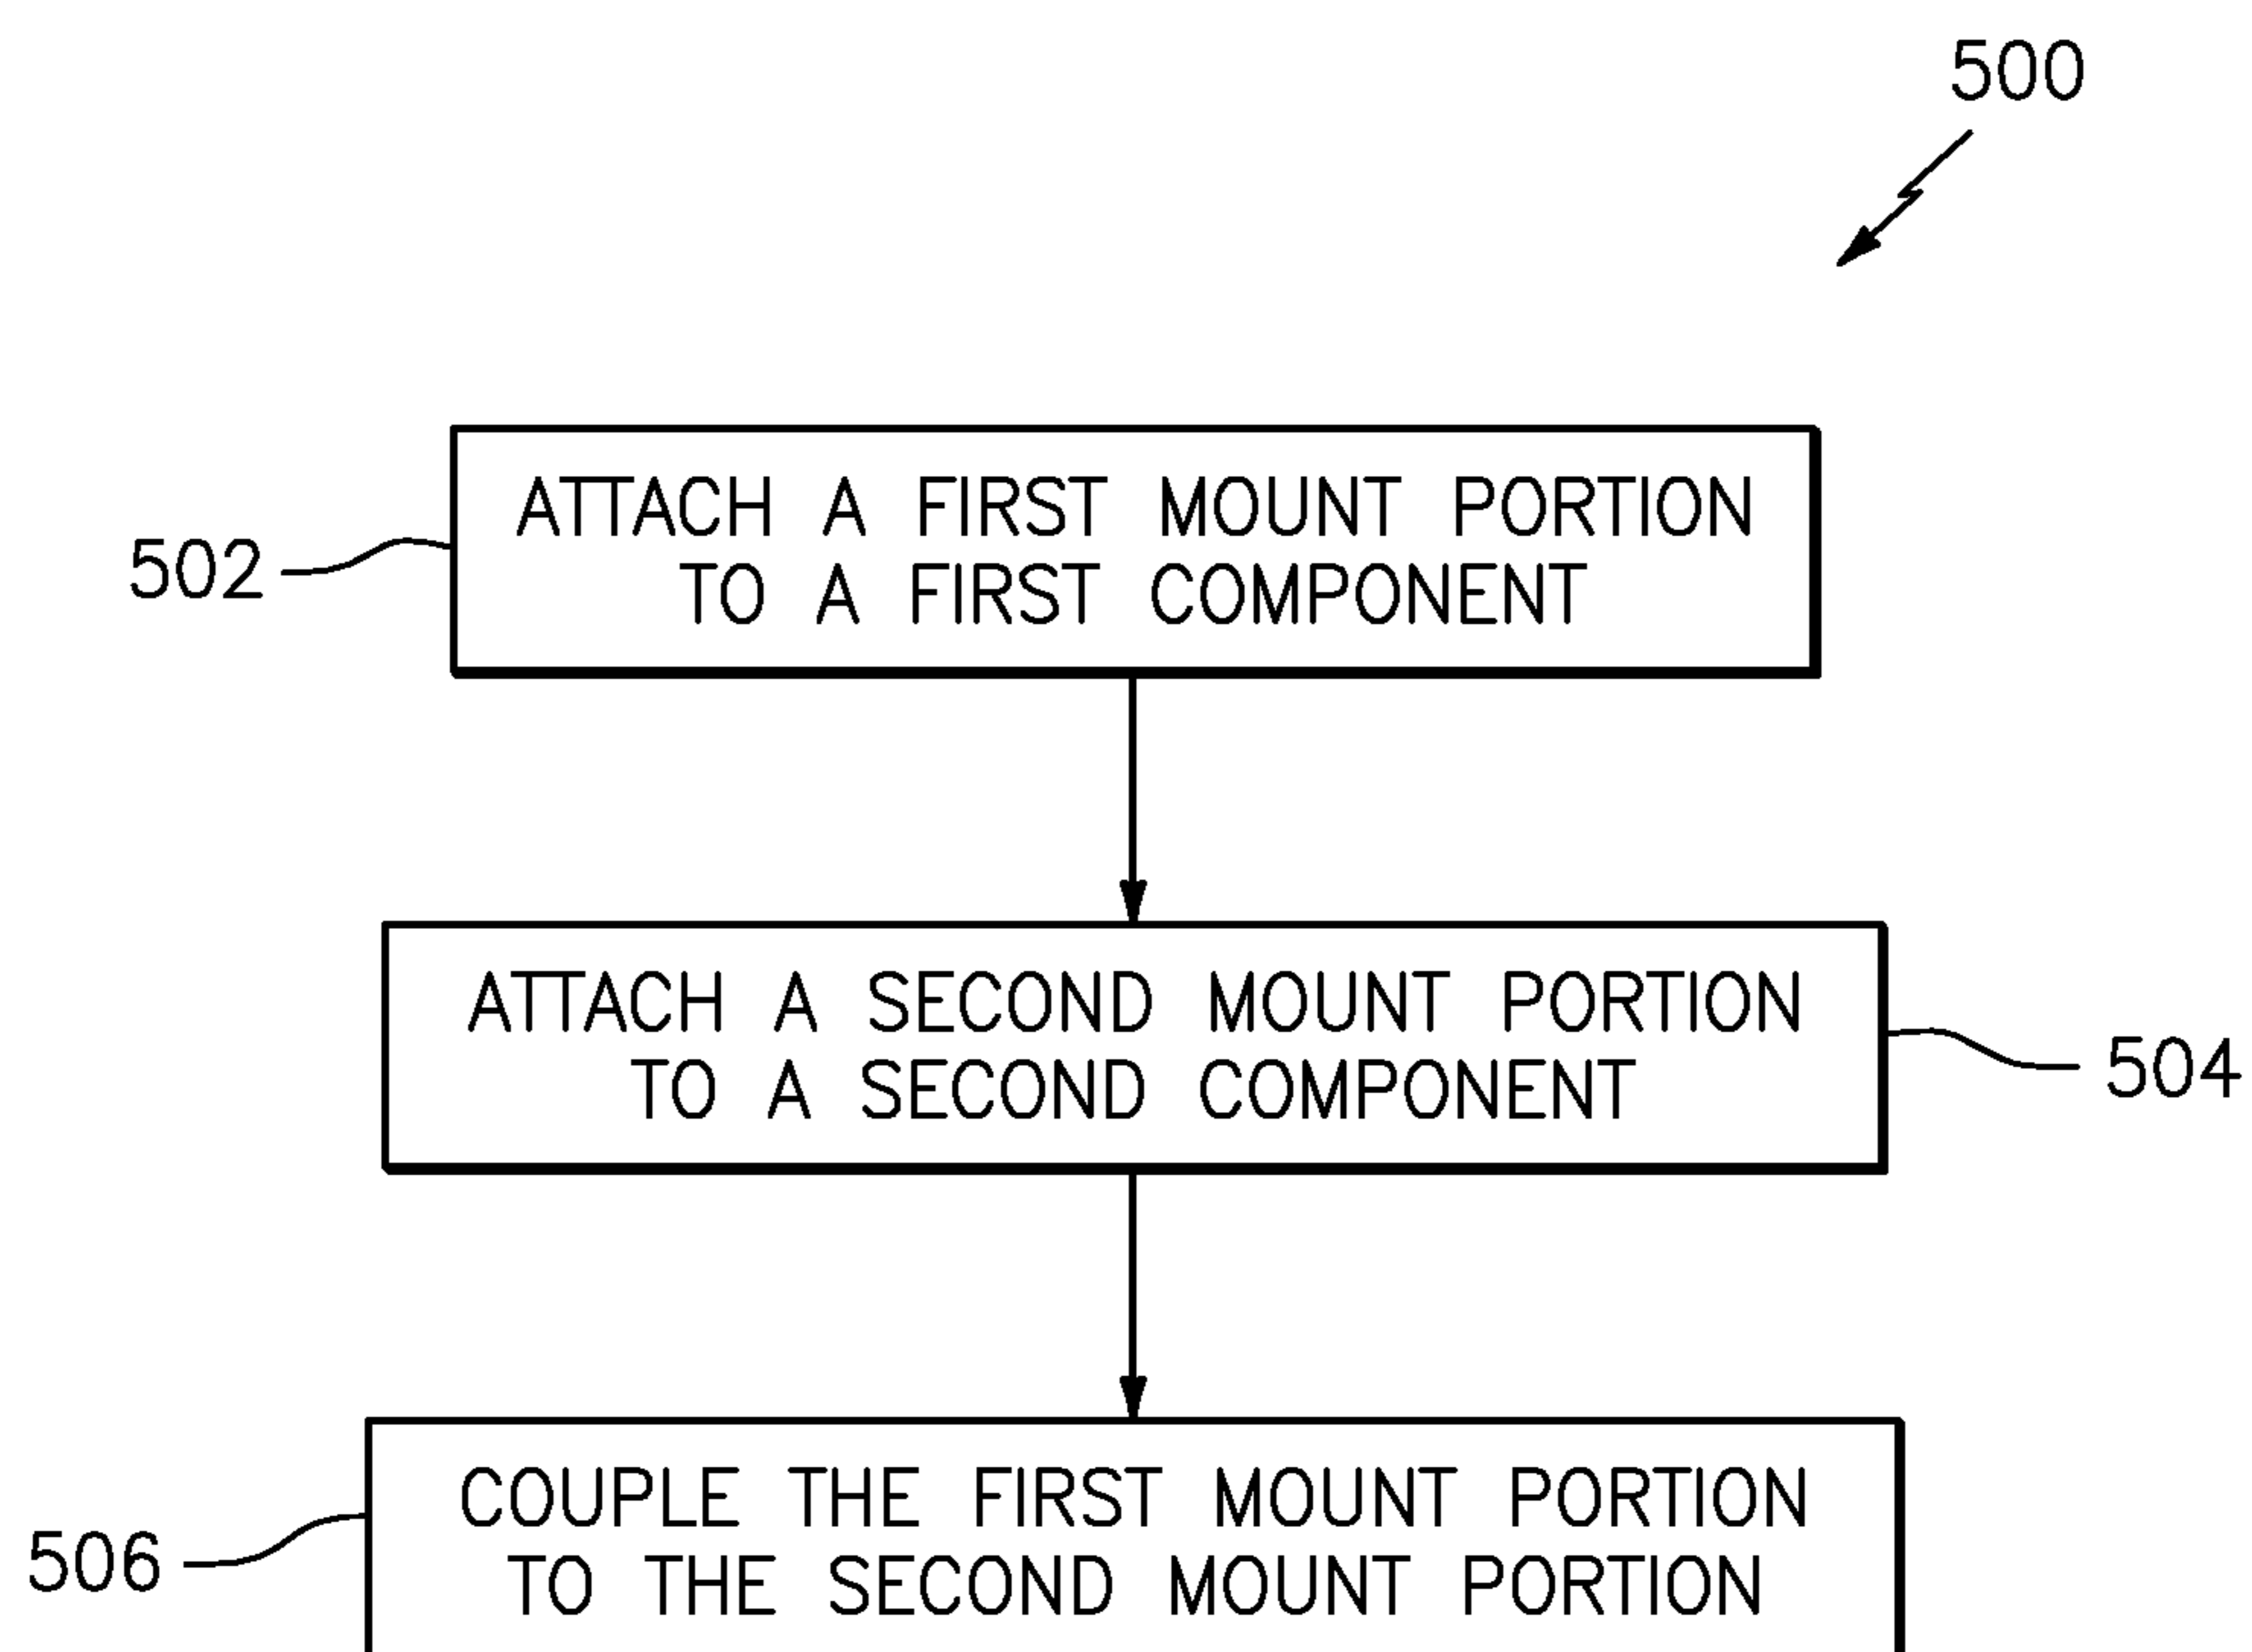 500
502
ATTACH A FIRST MOUNT PORTION
TO A FIRST COMPONENT
ATTACH A SECOND MOUNT PORTION
TO A SECOND COMPONENT
504
506
COUPLE THE FIRST MOUNT PORTION
TO THE SECOND MOUNT PORTION